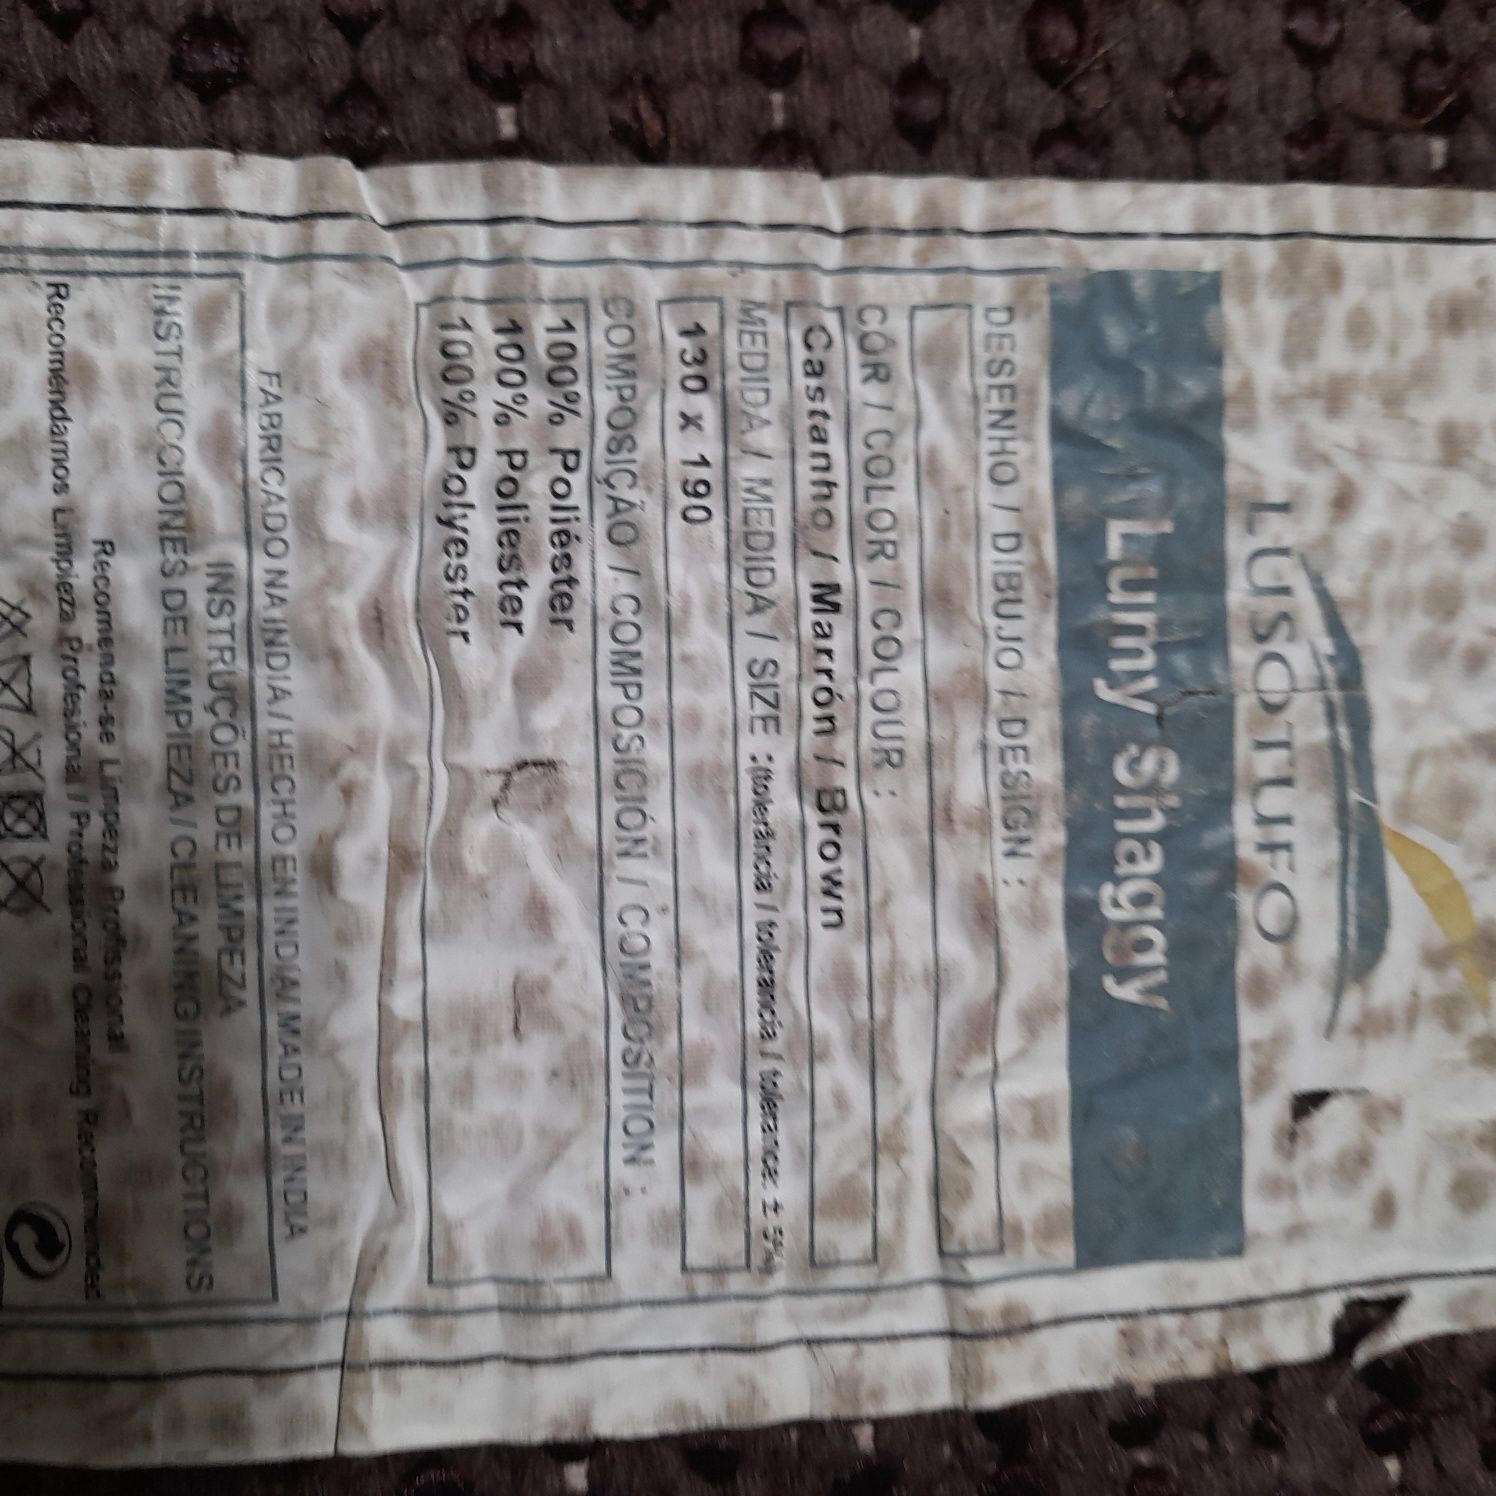 LUSOTUFO
Lumy Shaggy
DESENHO / DIBUJO / DESIGN :
CÔR / COLOR / COLOUR :
Castanho / Marrón / Brown
MEDIDA / MEDIDA / SIZE :(tolerância / tolerancia / tolerance: ± 5%)
130 x 190
COMPOSIÇÃO / COMPOSICIÓN / COMPOSITION :
100% Poliéster
100% Poliester
100% Polyester
FABRICADO NA INDIA / HECHO EN INDIA / MADE IN INDIA
INSTRUÇÕES DE LIMPEZA
INSTRUCCIONES DE LIMPIEZA / CLEANING INSTRUCTIONS
Recomenda-se Limpeza Profissional
Recoméndamos Limpieza Profesional / Professional Cleaning Recommended